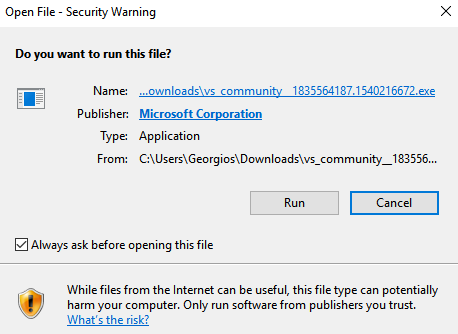 Open File - Security Warning
Do you want to run this file?
Name: ...ownloads\vs_community__1835564187.1540216672.exe
Publisher: Microsoft Corporation
Type: Application
From: C:\Users\Georgios\Downloads\vs_community__183556...
Run Cancel
Always ask before opening this file
While files from the Internet can be useful, this file type can potentially
harm your computer. Only run software from publishers you trust.
What's the risk?